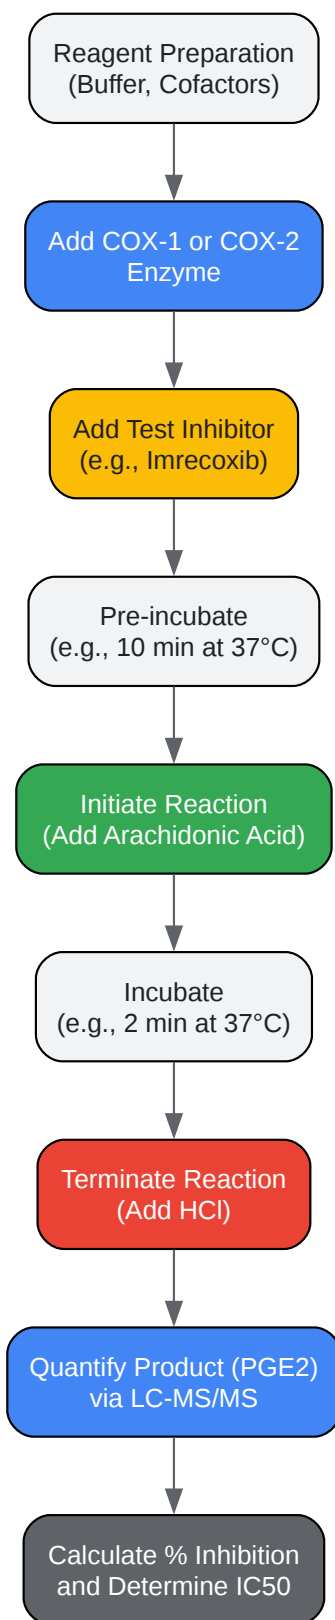 Reagent Preparation
(Buffer, Cofactors)
Add COX-1 or COX-2
Enzyme
Add Test Inhibitor
(e.g., Imrecoxib)
Pre-incubate
(e.g., 10 min at 37°C)
Initiate Reaction
(Add Arachidonic Acid)
Incubate
(e.g., 2 min at 37°C)
Terminate Reaction
(Add HCl)
Quantify Product (PGE2)
via LC-MS/MS
Calculate % Inhibition
and Determine IC50